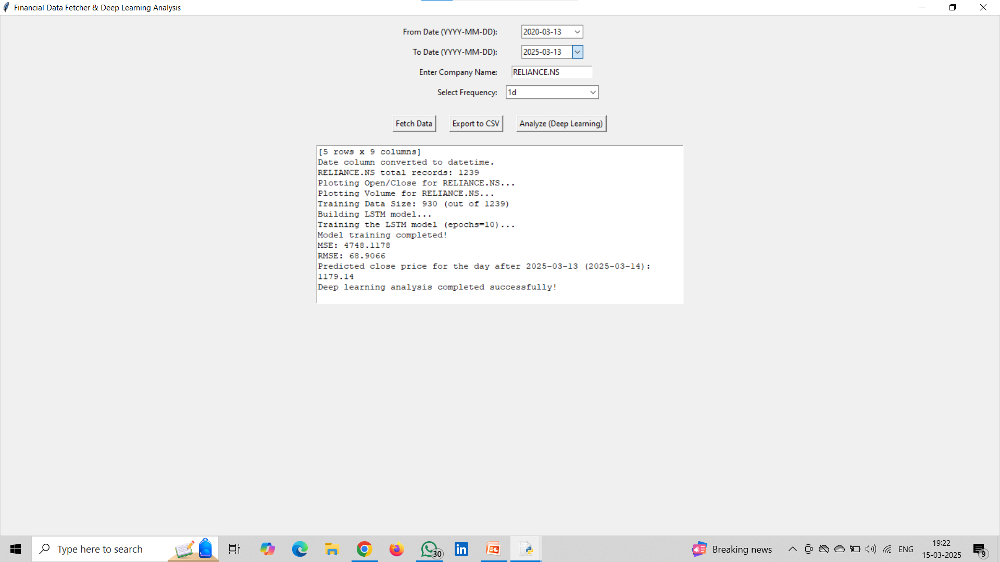 Financial Data Fetcher & Deep Learning Analysis
From Date (YYYY-MM-DD): 2020-03-13
To Date (YYYY-MM-DD): 2025-03-13
Enter Company Name: RELIANCE.NS
Select Frequency: 1d
Fetch Data Export to CSV Analyze (Deep Learning)
[5 rows x 9 columns]
Date column converted to datetime.
RELIANCE.NS total records: 1239
Plotting Open/Close for RELIANCE.NS...
Plotting Volume for RELIANCE.NS...
Training Data Size: 930 (out of 1239)
Building LSTM model...
Training the LSTM model (epochs=10)...
Model training completed!
MSE: 4748.1178
RMSE: 68.9066
Predicted close price for the day after 2025-03-13 (2025-03-14):
1179.14
Deep learning analysis completed successfully!
Type here to search
30
in
Breaking news
ENG
19:22
15-03-2025
9